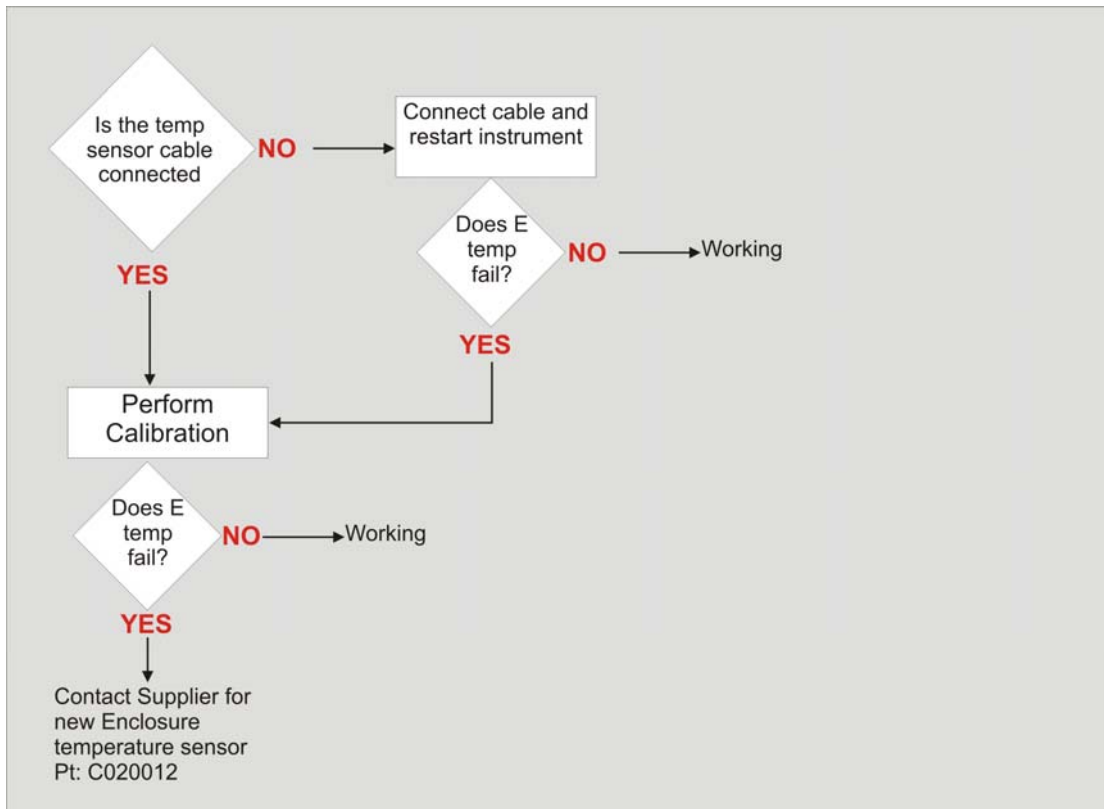 Is the temp
sensor cable
connected
NO
Connect cable and
restart instrument
Does E
temp
fail?
NO
Working
YES
YES
Perform
Calibration
Does E
temp
fail?
NO
Working
YES
Contact Supplier for
new Enclosure
temperature sensor
Pt: C020012